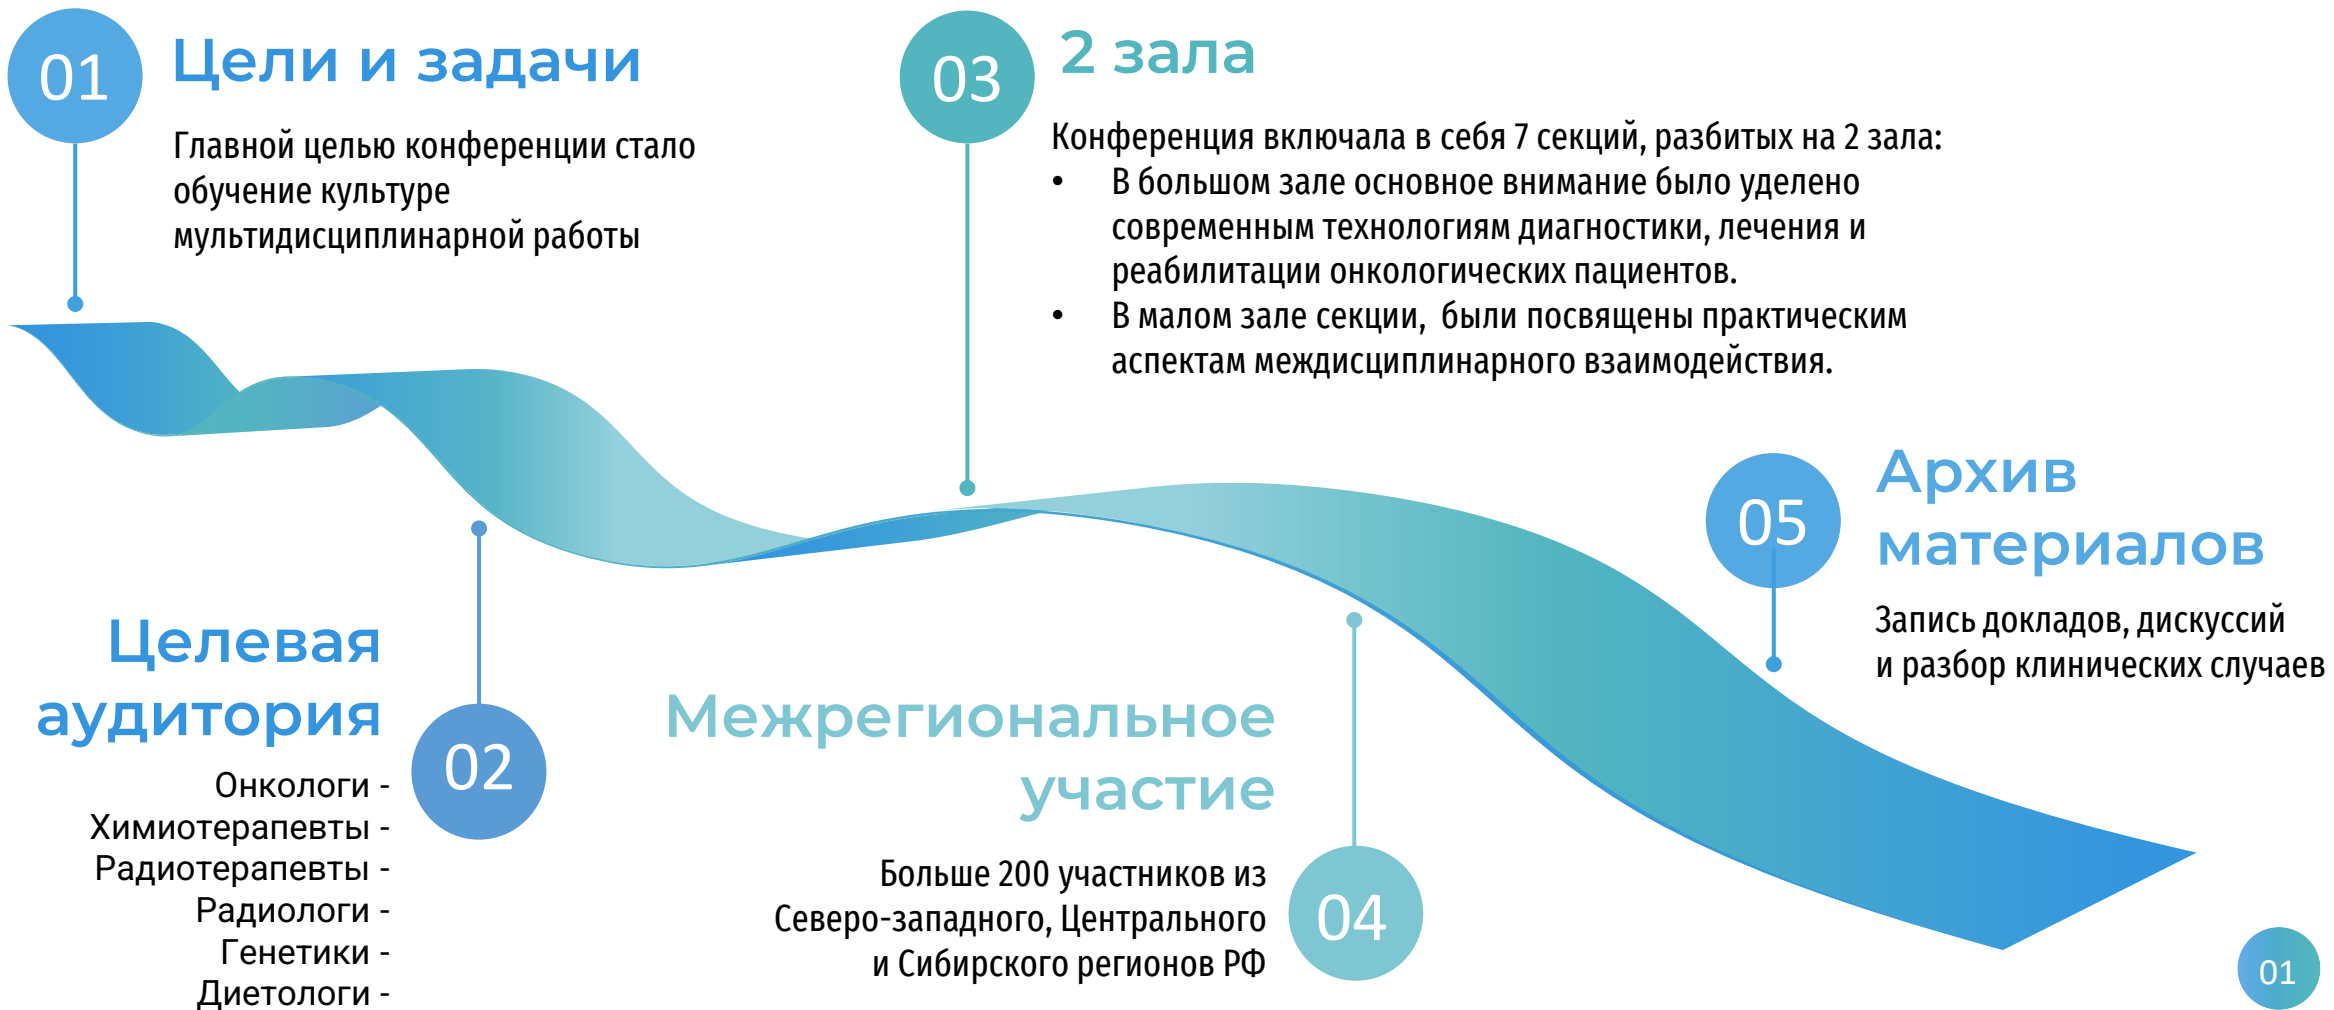 01
Цели и задачи
Главной целью конференции стало
обучение культуре
мультидисциплинарной работы
Целевая
аудитория
02
Онкологи -
Химиотерапевты -
Радиотерапевты -
Радиологи -
Генетики -
Диетологи -
03
2 зала
Конференция включала в себя 7 секций, разбитых на 2 зала:
• В большом зале основное внимание было уделено
современным технологиям диагностики, лечения и
реабилитации онкологических пациентов.
• В малом зале секции, были посвящены практическим
аспектам междисциплинарного взаимодействия.
Межрегиональное
участие
Больше 200 участников из
Северо-западного, Центрального
и Сибирского регионов РФ
04
05
Архив
материалов
Запись докладов, дискуссий
и разбор клинических случаев
01